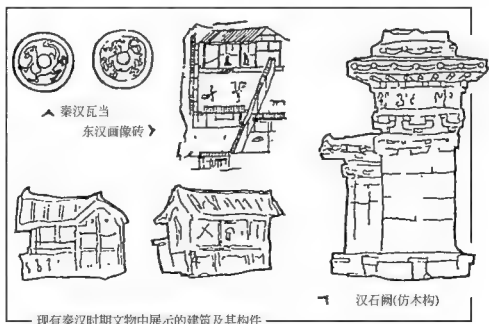 秦汉瓦当
东汉画像砖
汉石阙(仿木构)
现有秦汉时期文物中展示的建筑及其构件